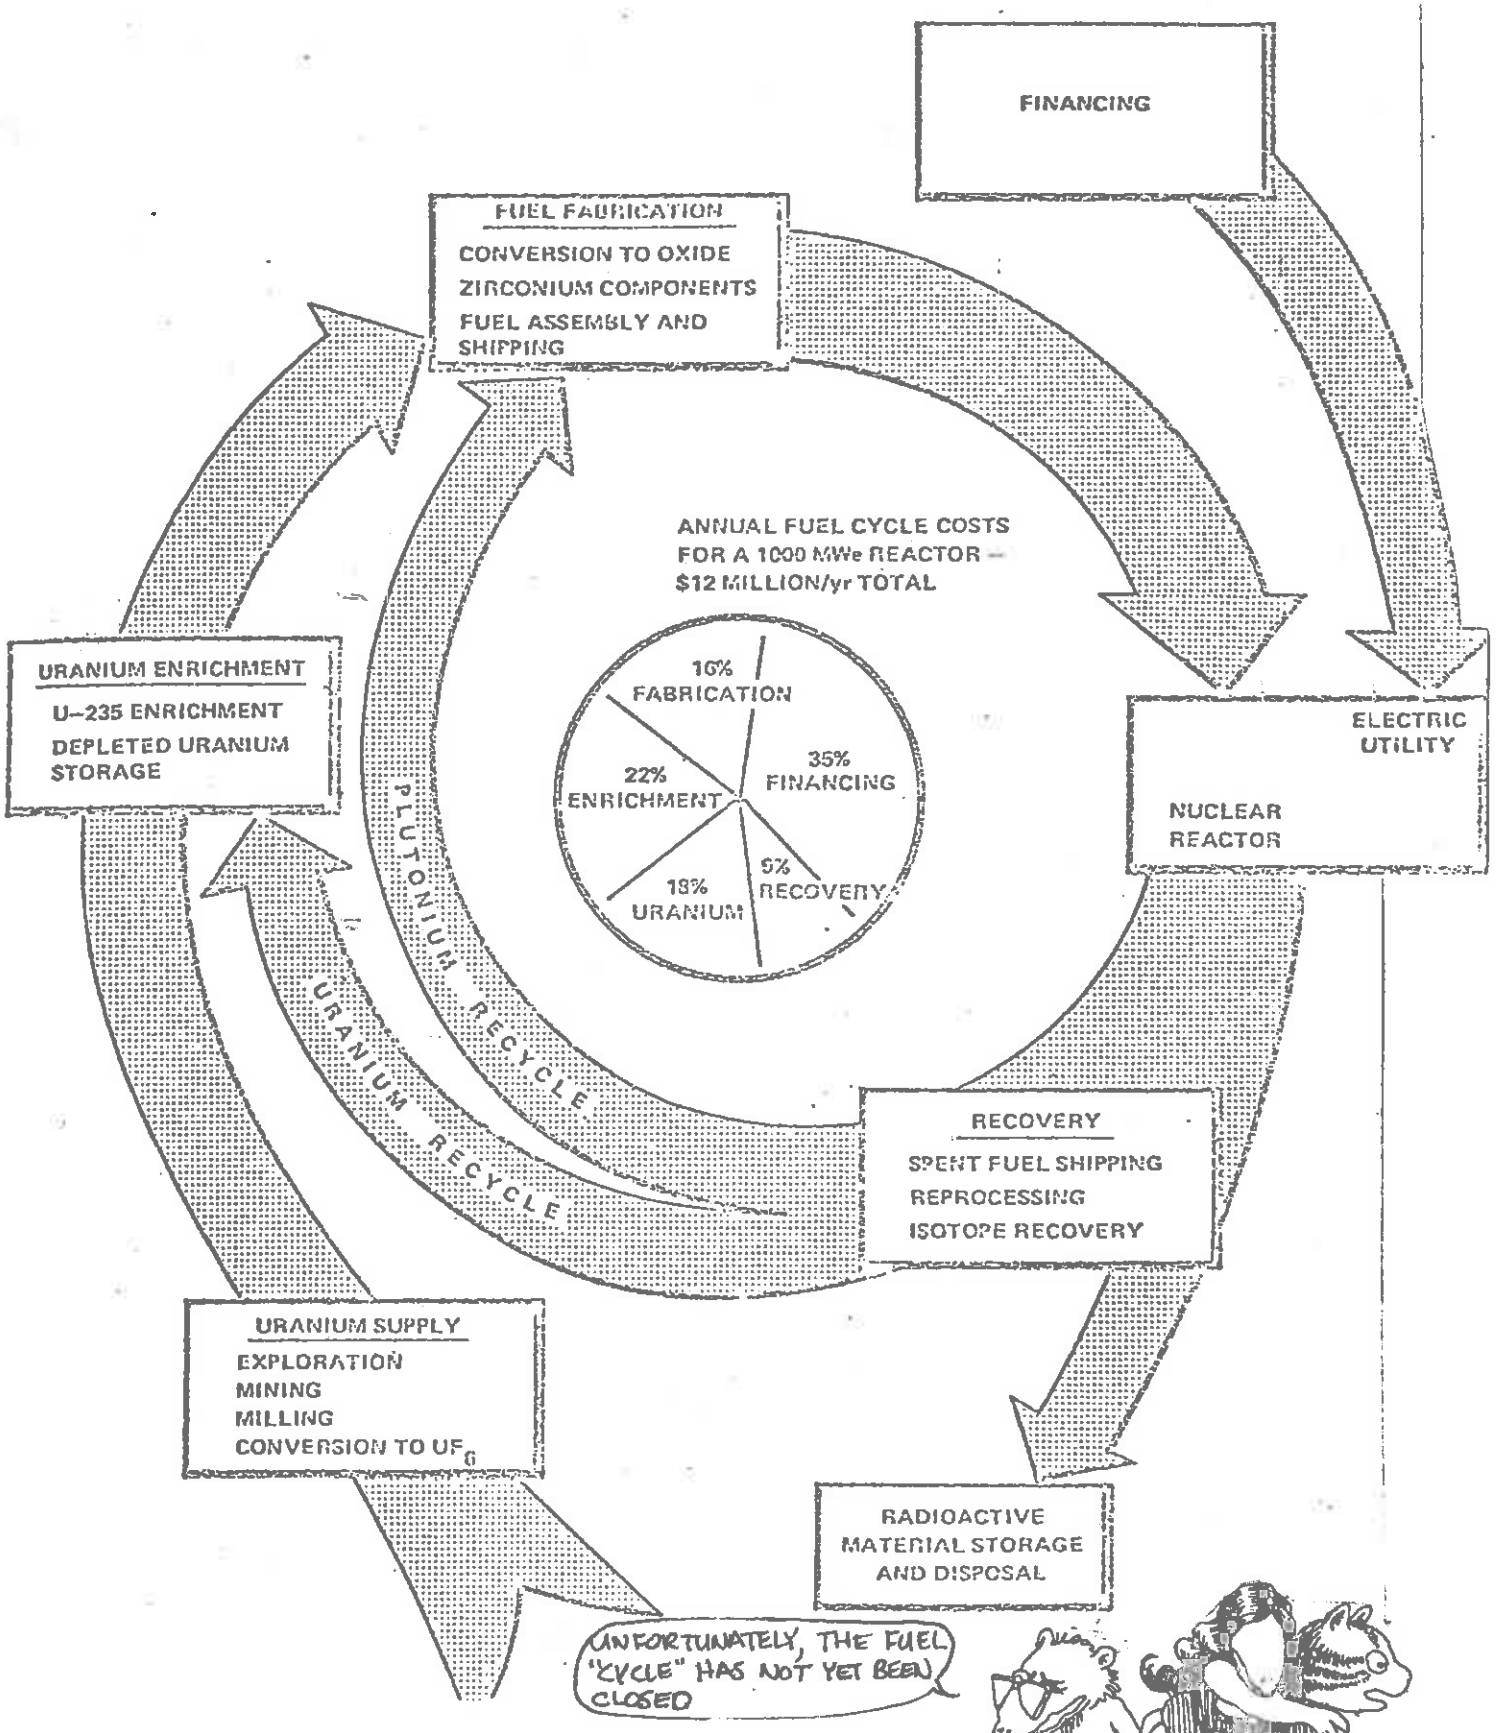 FINANCING
FUEL FABRICATION
CONVERSION TO OXIDE
ZIRCONIUM COMPONENTS
FUEL ASSEMBLY AND
SHIPPING
ANNUAL FUEL CYCLE COSTS
FOR A 1000 MWe REACTOR —
$12 MILLION/yr TOTAL
16%
FABRICATION
35%
FINANCING
22%
ENRICHMENT
18%
URANIUM
9%
RECOVERY
URANIUM ENRICHMENT
U-235 ENRICHMENT
DEPLETED URANIUM
STORAGE
ELECTRIC
UTILITY
NUCLEAR
REACTOR
PLUTONIUM RECYCLE
URANIUM RECYCLE
RECOVERY
SPENT FUEL SHIPPING
REPROCESSING
ISOTOPE RECOVERY
URANIUM SUPPLY
EXPLORATION
MINING
MILLING
CONVERSION TO UF6
RADIOACTIVE
MATERIAL STORAGE
AND DISPOSAL
UNFORTUNATELY, THE FUEL
"CYCLE" HAS NOT YET BEEN
CLOSED